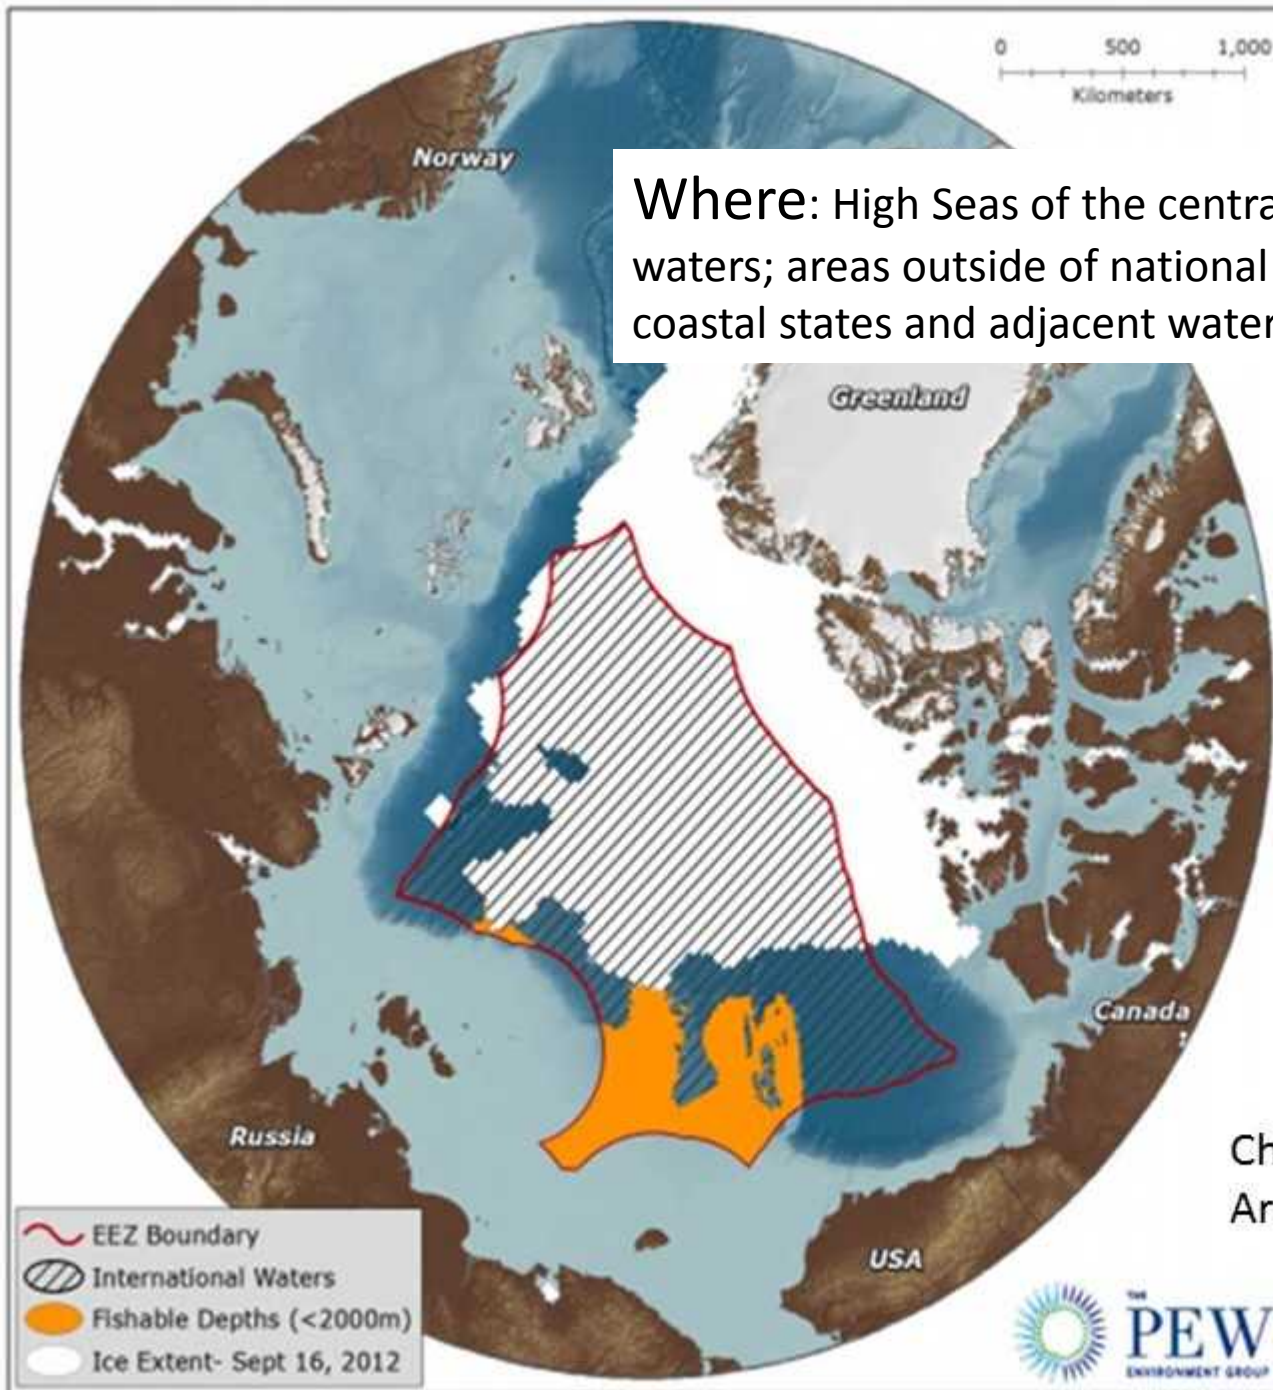 0 500 1,000
Kilometers
Norway
Where: High Seas of the centra
waters; areas outside of national
coastal states and adjacent water
Greenland
Canada
Russia
Ch
Ar
USA
EEZ Boundary
International Waters
Fishable Depths (<2000m)
Ice Extent- Sept 16, 2012
THE
PEW
ENVIRONMENT GROUP